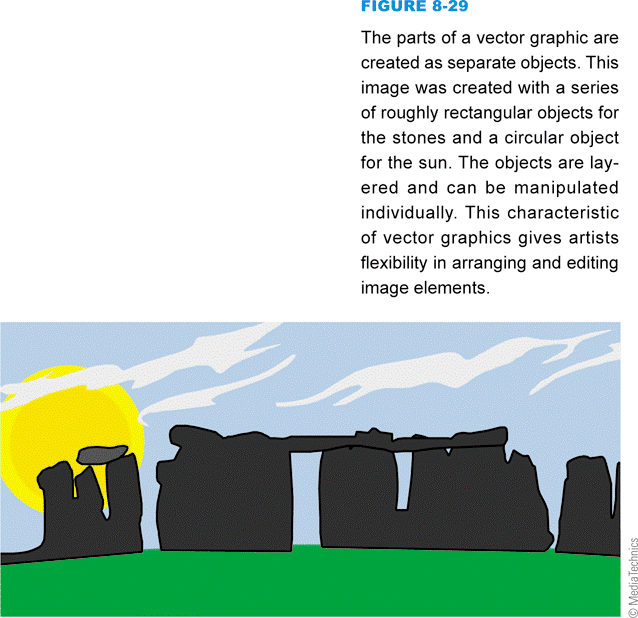 FIGURE 8-29
The parts of a vector graphic are
created as separate objects. This
image was created with a series
of roughly rectangular objects for
the stones and a circular object
for the sun. The objects are lay-
ered and can be manipulated
individually. This characteristic
of vector graphics gives artists
flexibility in arranging and editing
image elements.
© MediaTechnics